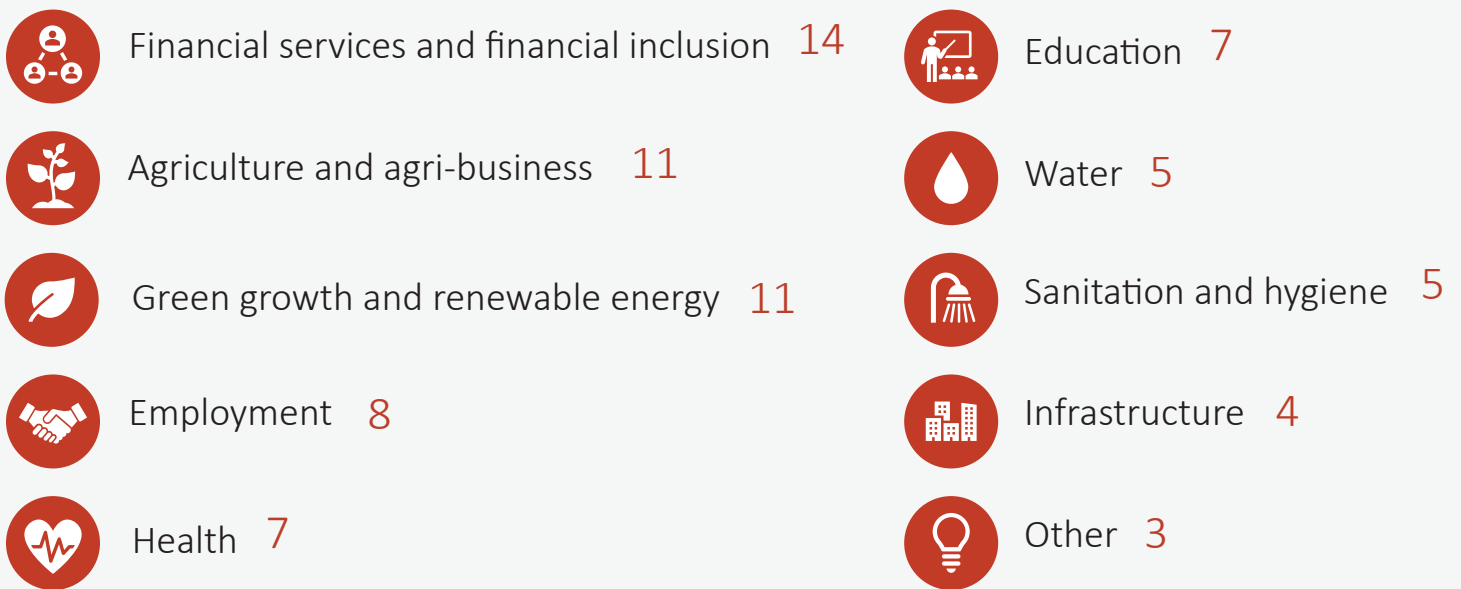 Financial services and financial inclusion 14
Agriculture and agri-business 11
Green growth and renewable energy 11
Employment 8
Health 7
Education 7
Water 5
Sanitation and hygiene 5
Infrastructure 4
Other 3